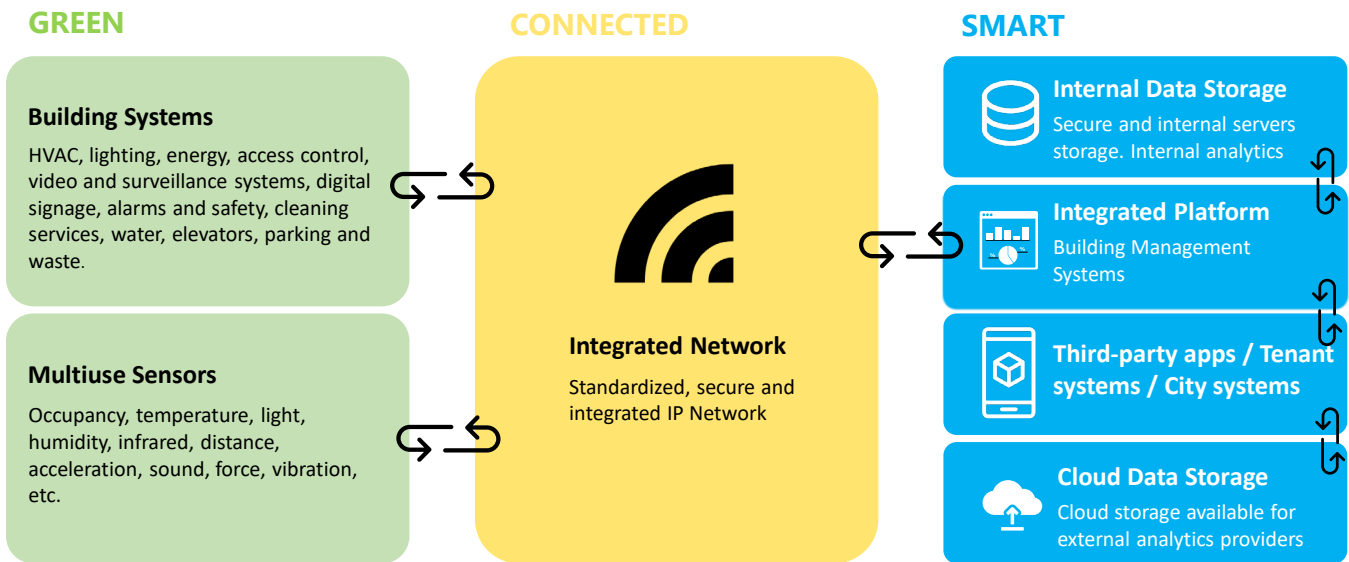 GREEN
Building Systems
HVAC, lighting, energy, access control,
video and surveillance systems, digital
signage, alarms and safety, cleaning
services, water, elevators, parking and
waste.
Multiuse Sensors
Occupancy, temperature, light,
humidity, infrared, distance,
acceleration, sound, force, vibration,
etc.
CONNECTED
Integrated Network
Standardized, secure and
integrated IP Network
SMART
Internal Data Storage
Secure and internal servers
storage. Internal analytics
Integrated Platform
Building Management
Systems
% %
Third-party apps / Tenant
systems / City systems
Cloud Data Storage
Cloud storage available for
external analytics providers